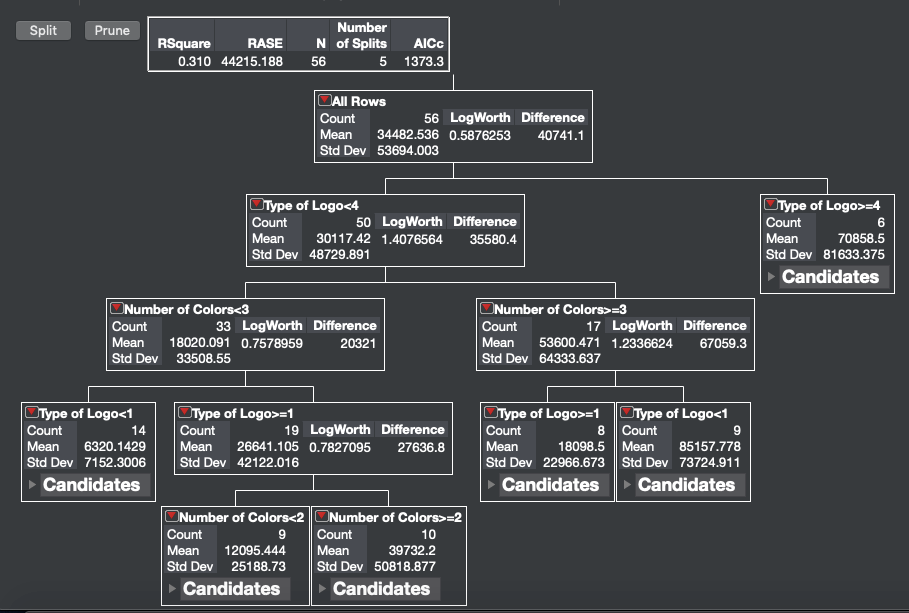 Split
Prune
Number
RSquare RASE N of Splits AICc
0.310 44215.188 56 5 1373.3
All Rows
Count 56 LogWorth Difference
Mean 34482.536 0.5876253 40741.1
Std Dev 53694.003
Type of Logo<4
Count 50 LogWorth Difference
Mean 30117.42 1.4076564 35580.4
Std Dev 48729.891
Type of Logo>=4
Count 6
Mean 70858.5
Std Dev 81633.375
Candidates
Number of Colors<3
Count 33 LogWorth Difference
Mean 18020.091 0.7578959 20321
Std Dev 33508.55
Number of Colors>=3
Count 17 LogWorth Difference
Mean 53600.471 1.2336624 67059.3
Std Dev 64333.637
Type of Logo<1
Count 14
Mean 6320.1429
Std Dev 7152.3006
Candidates
Type of Logo>=1
Count 19 LogWorth Difference
Mean 26641.105 0.7827095 27636.8
Std Dev 42122.016
Type of Logo>=1
Count 8
Mean 18098.5
Std Dev 22966.673
Candidates
Type of Logo<1
Count 9
Mean 85157.778
Std Dev 73724.911
Candidates
Number of Colors<2
Count 9
Mean 12095.444
Std Dev 25188.73
Candidates
Number of Colors>=2
Count 10
Mean 39732.2
Std Dev 50818.877
Candidates